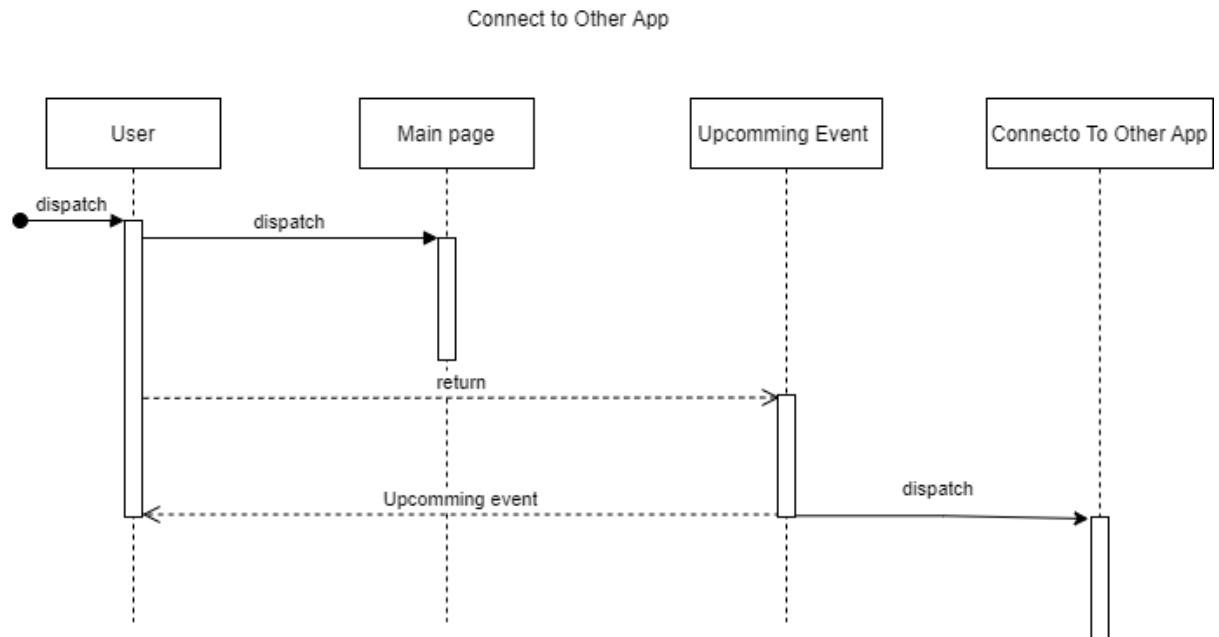 Connect to Other App
User
Main page
Upcomming Event
Connecto To Other App
dispatch
dispatch
return
Upcomming event
dispatch